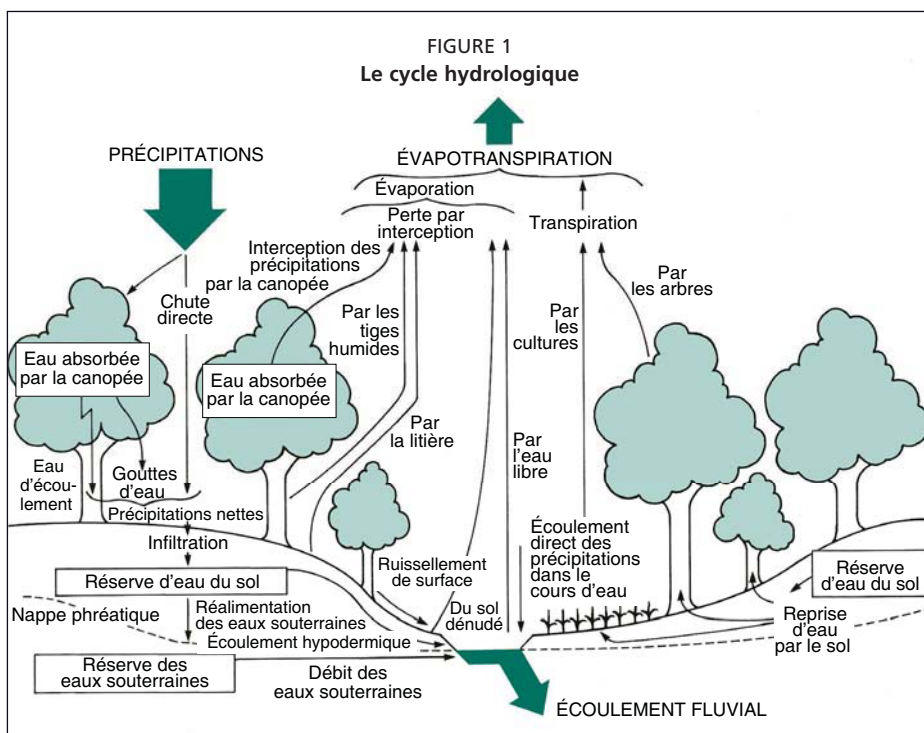 FIGURE 1
Le cycle hydrologique
PRÉCIPITATIONS
ÉVAPOTRANSPIRATION
Évaporation
Perte par
interception
Transpiration
Interception des
précipitations
par la canopée
Chute
directe
Par les
tiges
humides
Par
les
cultures
Par
les arbres
Eau absorbée
par la canopée
Eau absorbée
par la canopée
Par
la litière
Par
l'eau
libre
Eau
d'écou-
lement
Gouttes
d'eau
Précipitations nettes
Infiltration
Réserve d'eau du sol
Nappe phréatique
Réalimentation
des eaux souterraines
Écoulement hypodermique
Réserve des
eaux souterraines
Débit des
eaux souterraines
Ruissellement
de surface
Du sol
dénudé
Écoulement
direct des
précipitations
dans le
cours d'eau
Réserve
d'eau du sol
Reprise
d'eau
par le sol
ÉCOULEMENT FLUVIAL